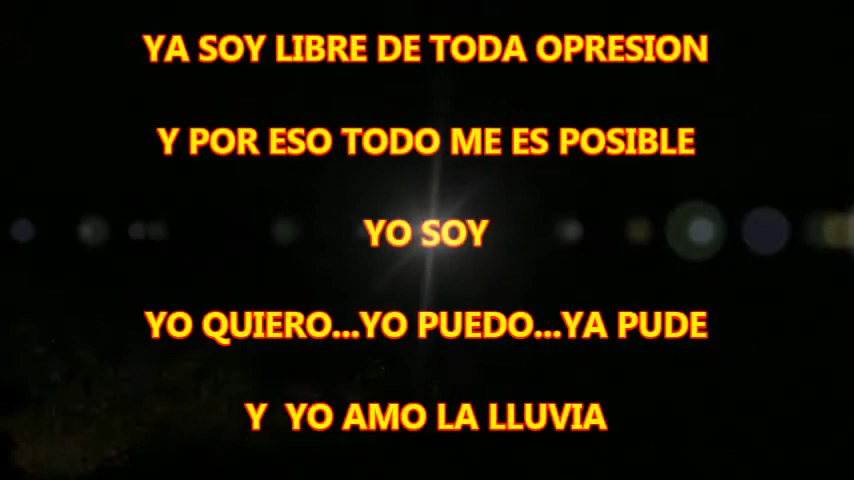 YA SOY LIBRE DE TODA OPRESION
Y POR ESO TODO ME ES POSIBLE
YO SOY
YO QUIERO...YO PUEDO...YA PUDE
Y YO AMO LA LLUVIA